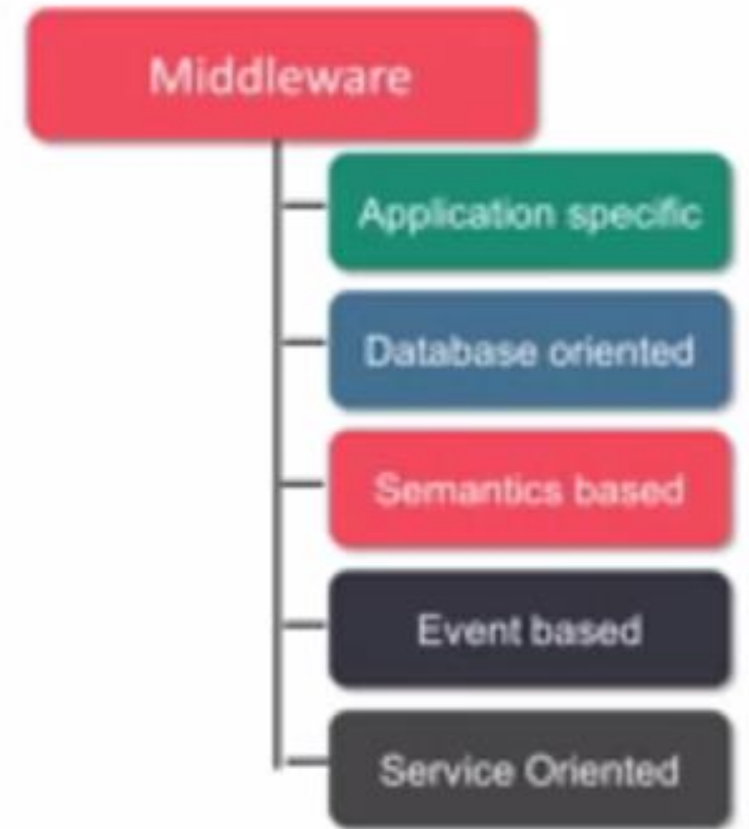 Middleware
Application specific
Database oriented
Semantics based
Event based
Service Oriented